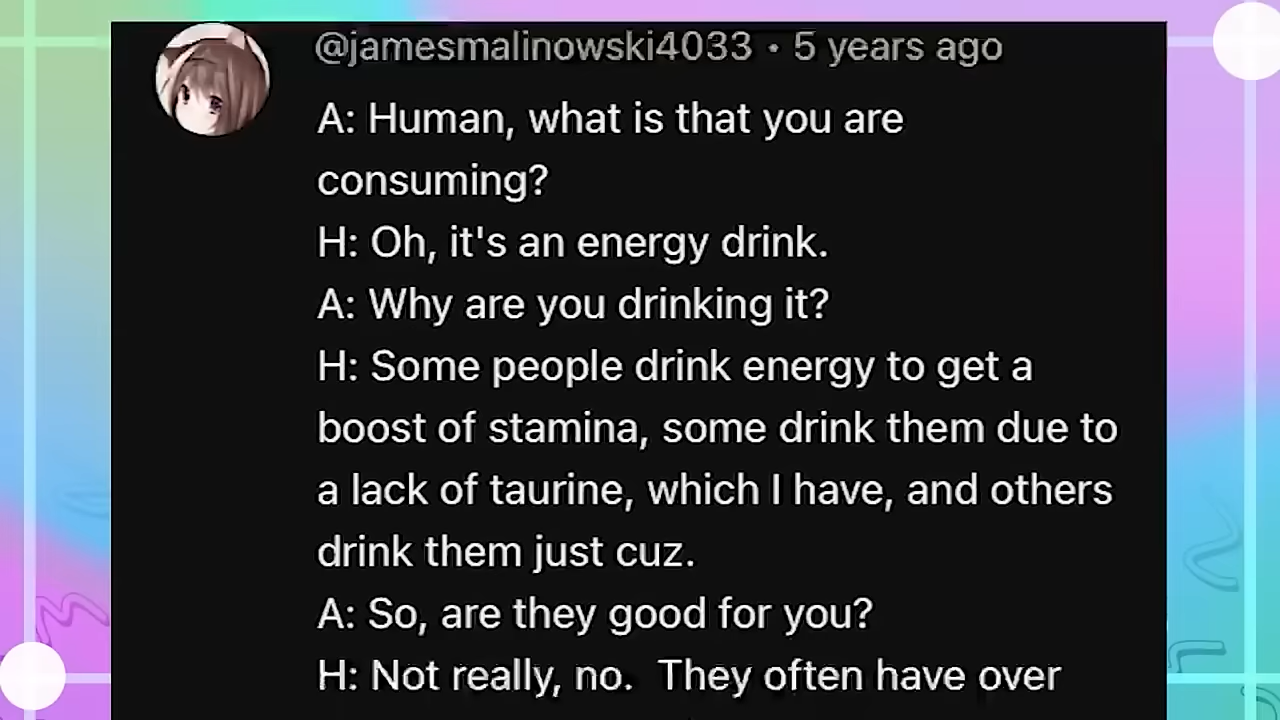 @jamesmalinowski4033 • 5 years ago
A: Human, what is that you are
consuming?
H: Oh, it's an energy drink.
A: Why are you drinking it?
H: Some people drink energy to get a
boost of stamina, some drink them due to
a lack of taurine, which I have, and others
drink them just cuz.
A: So, are they good for you?
H: Not really, no.  They often have over